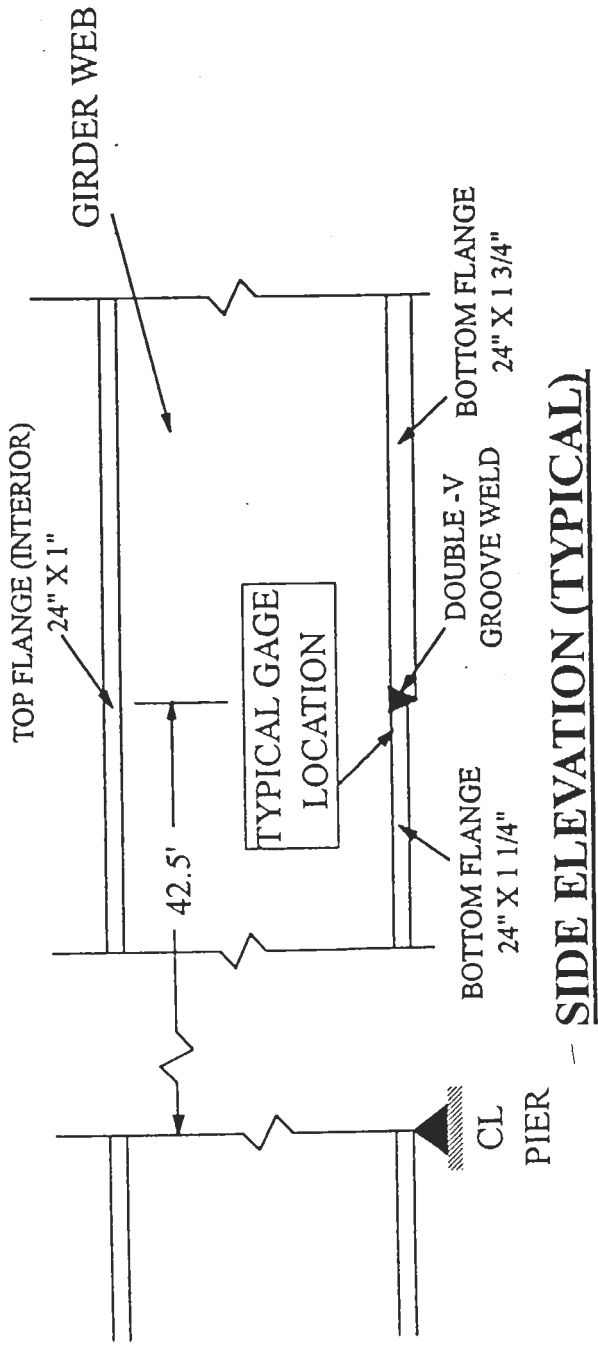 TOP FLANGE (INTERIOR)
24" X 1"
GIRDER WEB
42.5'
TYPICAL GAGE
LOCATION
BOTTOM FLANGE
24" X 1 1/4"
DOUBLE -V
GROOVE WELD
BOTTOM FLANGE
24" X 1 3/4"
CL
PIER
SIDE ELEVATION (TYPICAL)